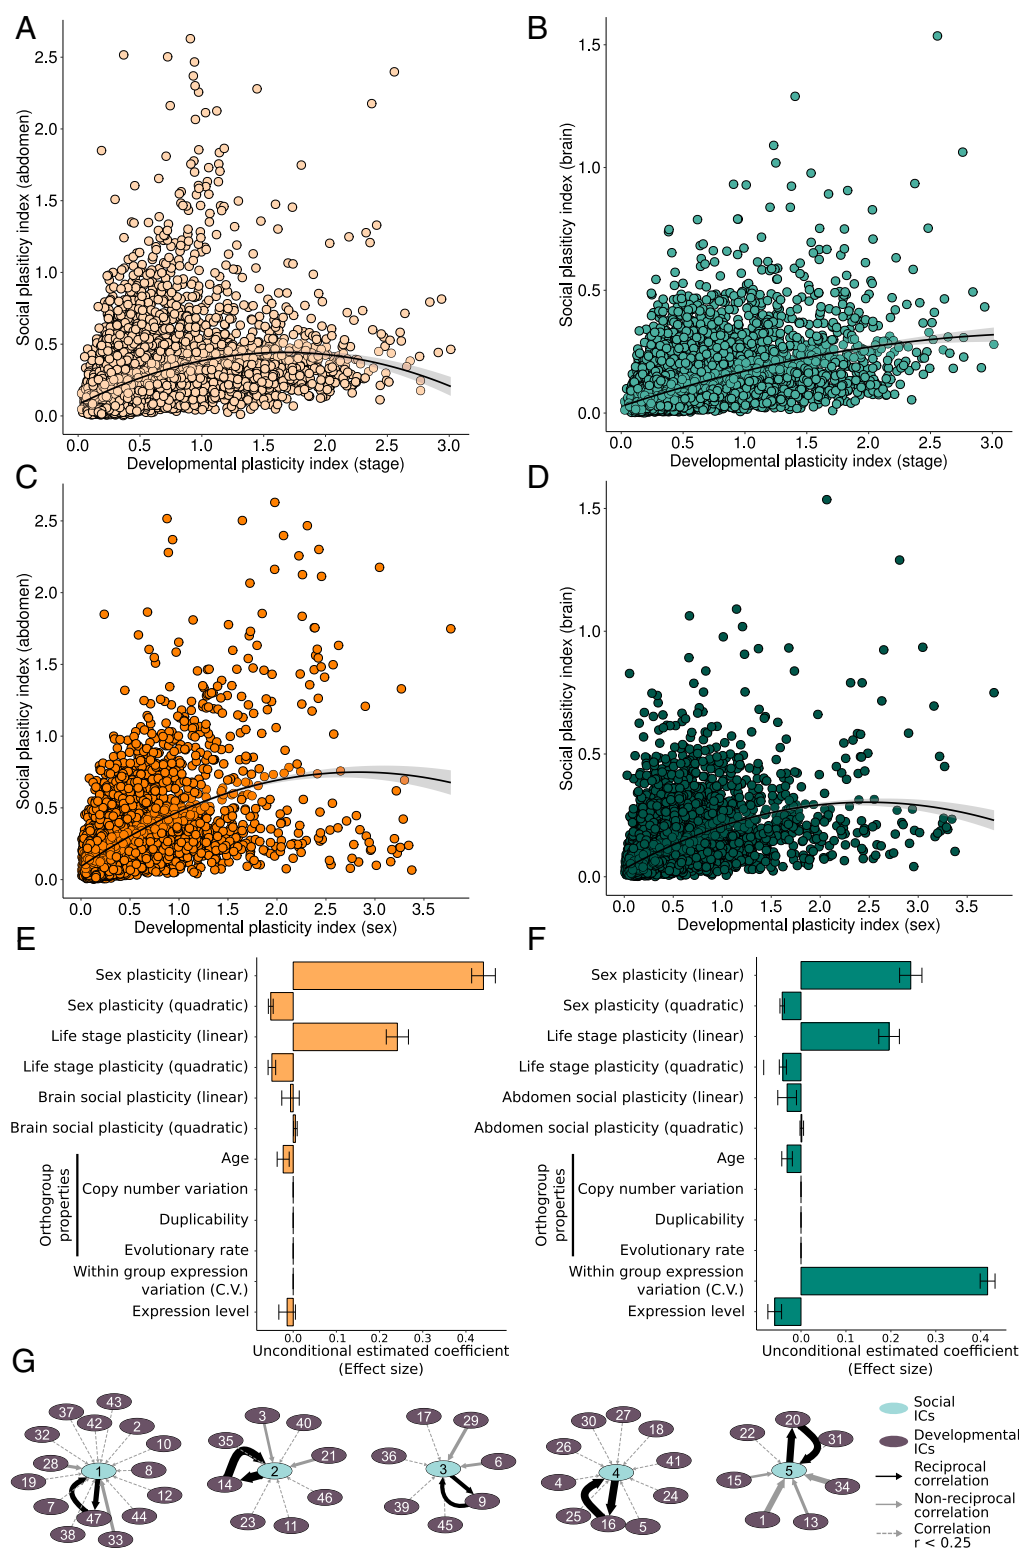 A
Social plasiticy index (abdomen)
2.5
2.0
1.5
1.0
0.5
0.0
0.0 0.5 1.0 1.5 2.0 2.5 3.0
Developmental plasticity index (stage)
B
Social plasiticy index (brain)
1.5
1.0
0.5
0.0
0.0 0.5 1.0 1.5 2.0 2.5 3.0
Developmental plasticity index (stage)
C
Social plasiticy index (abdomen)
2.5
2.0
1.5
1.0
0.5
0.0
0.0 0.5 1.0 1.5 2.0 2.5 3.0 3.5
Developmental plasticity index (sex)
D
Social plasiticy index (brain)
1.5
1.0
0.5
0.0
0.0 0.5 1.0 1.5 2.0 2.5 3.0 3.5
Developmental plasticity index (sex)
E
Sex plasticity (linear)
Sex plasticity (quadratic)
Life stage plasticity (linear)
Life stage plasticity (quadratic)
Brain social plasticity (linear)
Brain social plasticity (quadratic)
Orthogroup
properties
Age
Copy number variation
Duplicability
Evolutionary rate
Within group expression
variation (C.V.)
Expression level
0.0 0.1 0.2 0.3 0.4
Unconditional estimated coefficient
(Effect size)
F
Sex plasticity (linear)
Sex plasticity (quadratic)
Life stage plasticity (linear)
Life stage plasticity (quadratic)
Abdomen social plasticity (linear)
Abdomen social plasticity (quadratic)
Orthogroup
properties
Age
Copy number variation
Duplicability
Evolutionary rate
Within group expression
variation (C.V.)
Expression level
0.0 0.1 0.2 0.3 0.4
Unconditional estimated coefficient
(Effect size)
G
43
37
42
2
32
10
28
1
8
19
12
7
47
44
38
33
3
40
35
21
14
2
46
23
11
17
29
36
6
3
39
9
45
27
30
18
26
41
4
4
24
25
16
5
20
22
31
5
15
34
1
13
Social
ICs
Developmental
ICs
Reciprocal
correlation
Non-reciprocal
correlation
Correlation
r < 0.25